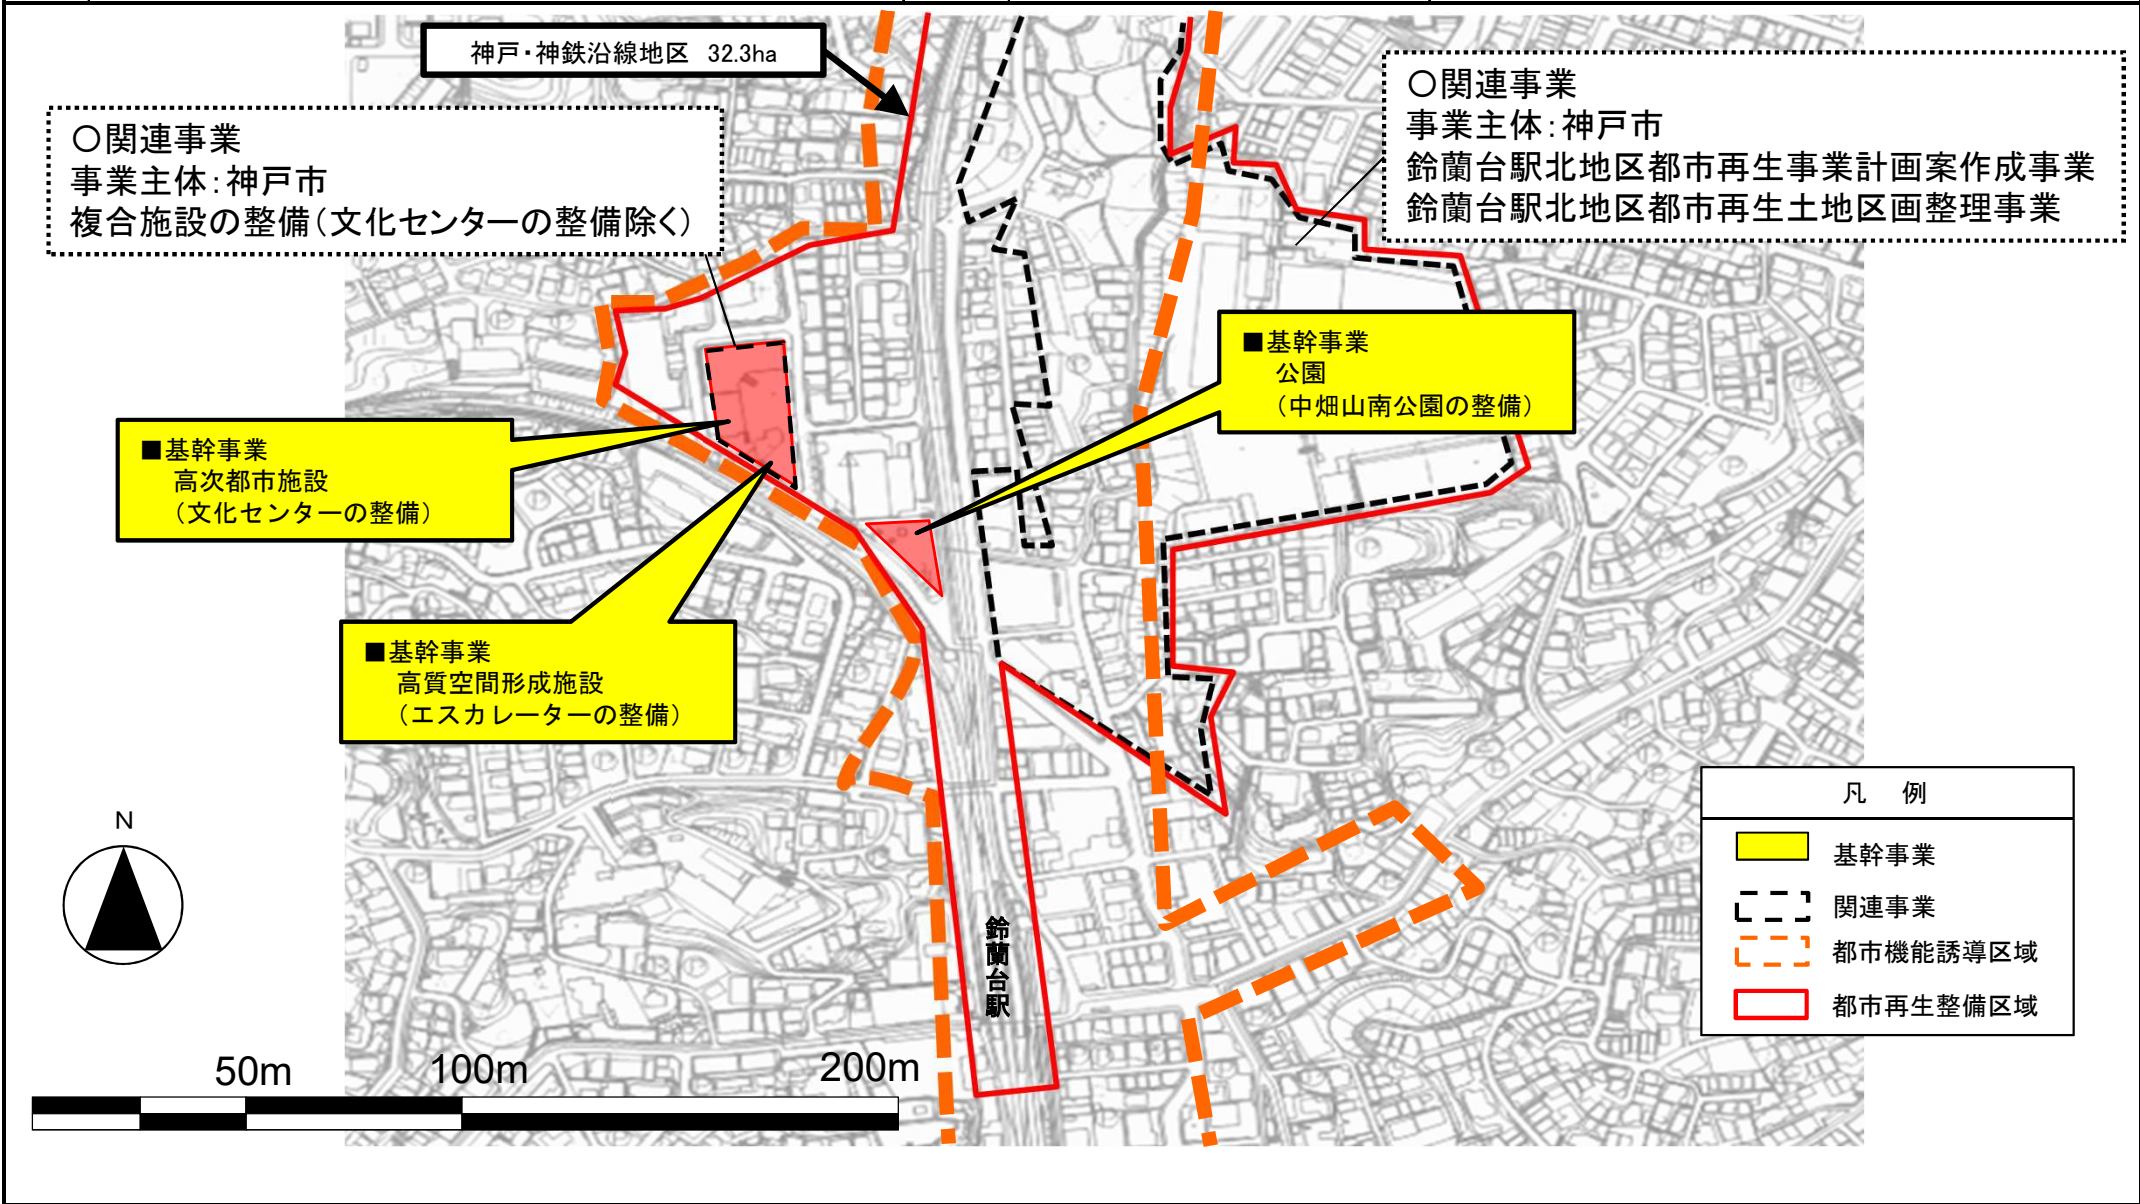 神戸・神鉄沿線地区 32.3ha
○関連事業
事業主体:神戸市
複合施設の整備(文化センターの整備除く)
○関連事業
事業主体:神戸市
鈴蘭台駅北地区都市再生事業計画案作成事業
鈴蘭台駅北地区都市再生土地区画整理事業
■基幹事業
公園
(中畑山南公園の整備)
■基幹事業
高次都市施設
(文化センターの整備)
■基幹事業
高質空間形成施設
(エスカレーターの整備)
鈴蘭台駅
N
50m
100m
200m
凡 例
基幹事業
関連事業
都市機能誘導区域
都市再生整備区域